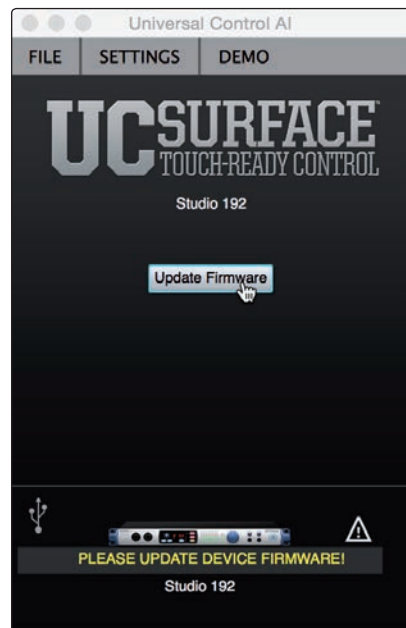 Universal Control AI
FILE SETTINGS DEMO
UC SURFACE
TOUCH-READY CONTROL
Studio 192
Update Firmware
PLEASE UPDATE DEVICE FIRMWARE!
Studio 192